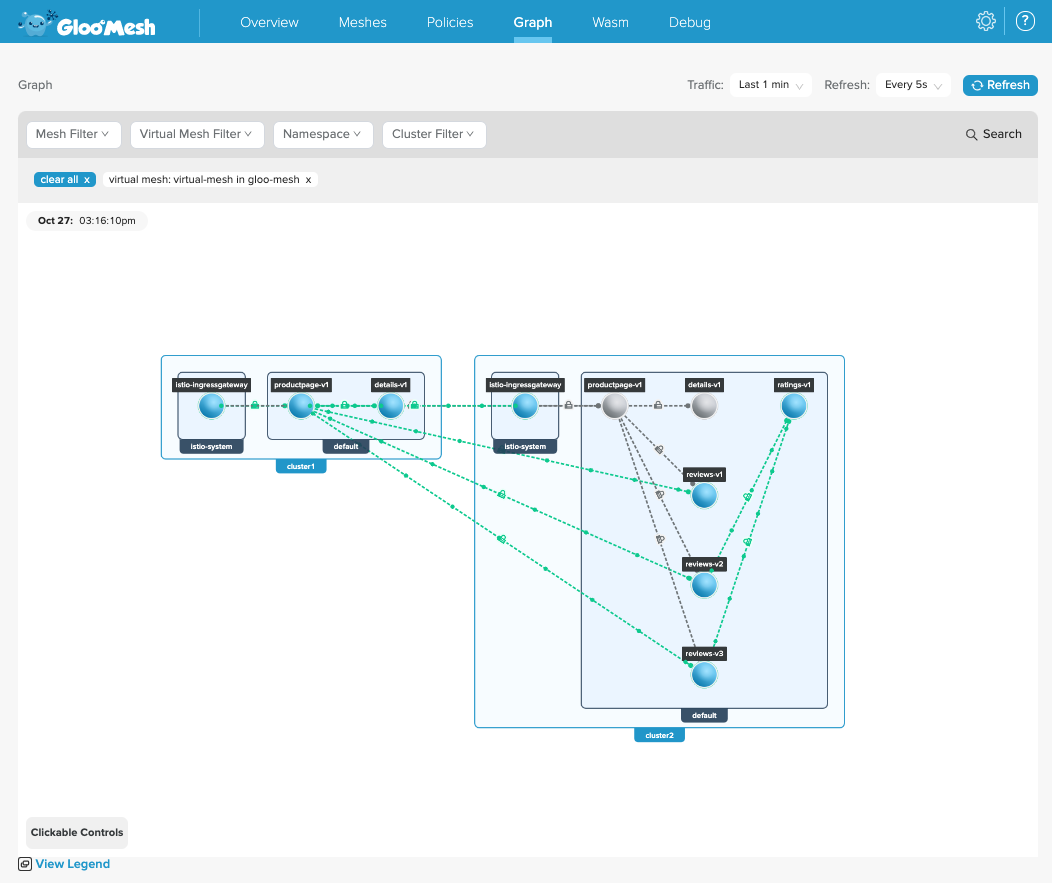 Gloo Mesh
Overview
Meshes
Policies
Graph
Wasm
Debug
?
Graph
Traffic:
Last 1 min
Refresh:
Every 5s
Refresh
Mesh Filter
Virtual Mesh Filter
Namespace
Cluster Filter
Search
clear all x
virtual mesh: virtual-mesh in gloo-mesh x
Oct 27: 03:16:10pm
istio-ingressgateway
productpage-v1
details-v1
istio-ingressgateway
productpage-v1
details-v1
ratings-v1
istio-system
default
istio-system
cluster1
reviews-v1
reviews-v2
reviews-v3
default
cluster2
Clickable Controls
View Legend